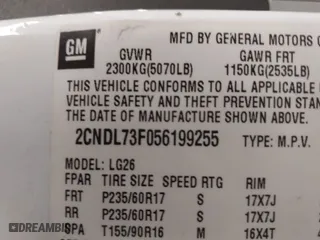 GM
MFD BY GENERAL MOTORS C
GVWR GAWR FRT
2300KG(5070LB) 1150KG(2535LB)
THIS VEHICLE CONFORMS TO ALL APPLICABLE
VEHICLE SAFETY AND THEFT PREVENTION
THE DATE OF MANUFACTURE SHOWN ABOVE
2CNDL73F056199255 TYPE: M.P.V.
MODEL: LG26
FPAR TIRE SIZE SPEED RTG RIM
FRT P235/60R17 S 17X7J
RR P235/60R17 S 17X7J
SPA T155/90R16 M 16X4T
DREAMBID